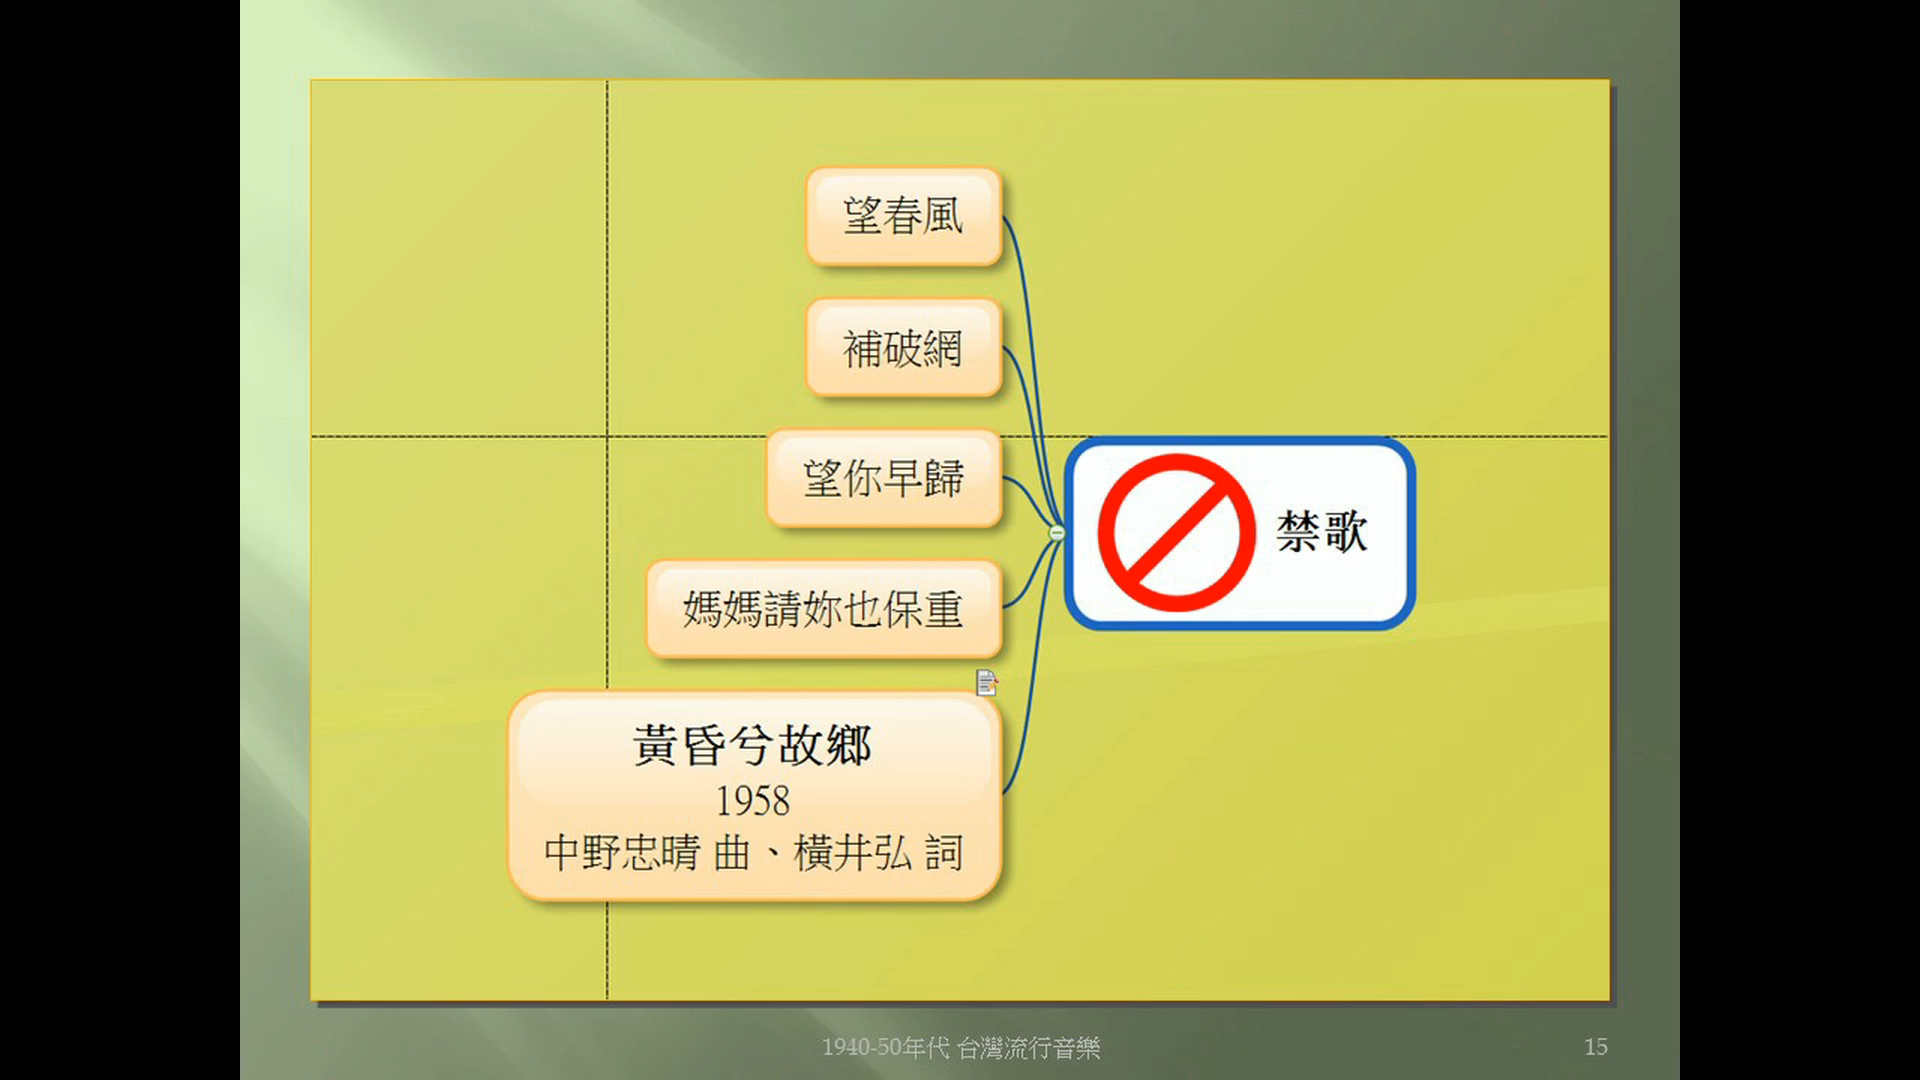 望春風
補破網
望你早歸
媽媽請妳也保重
黃昏兮故鄉
1958
中野忠晴 曲、橫井弘 詞
禁歌
1940-50年代 台灣流行音樂
15